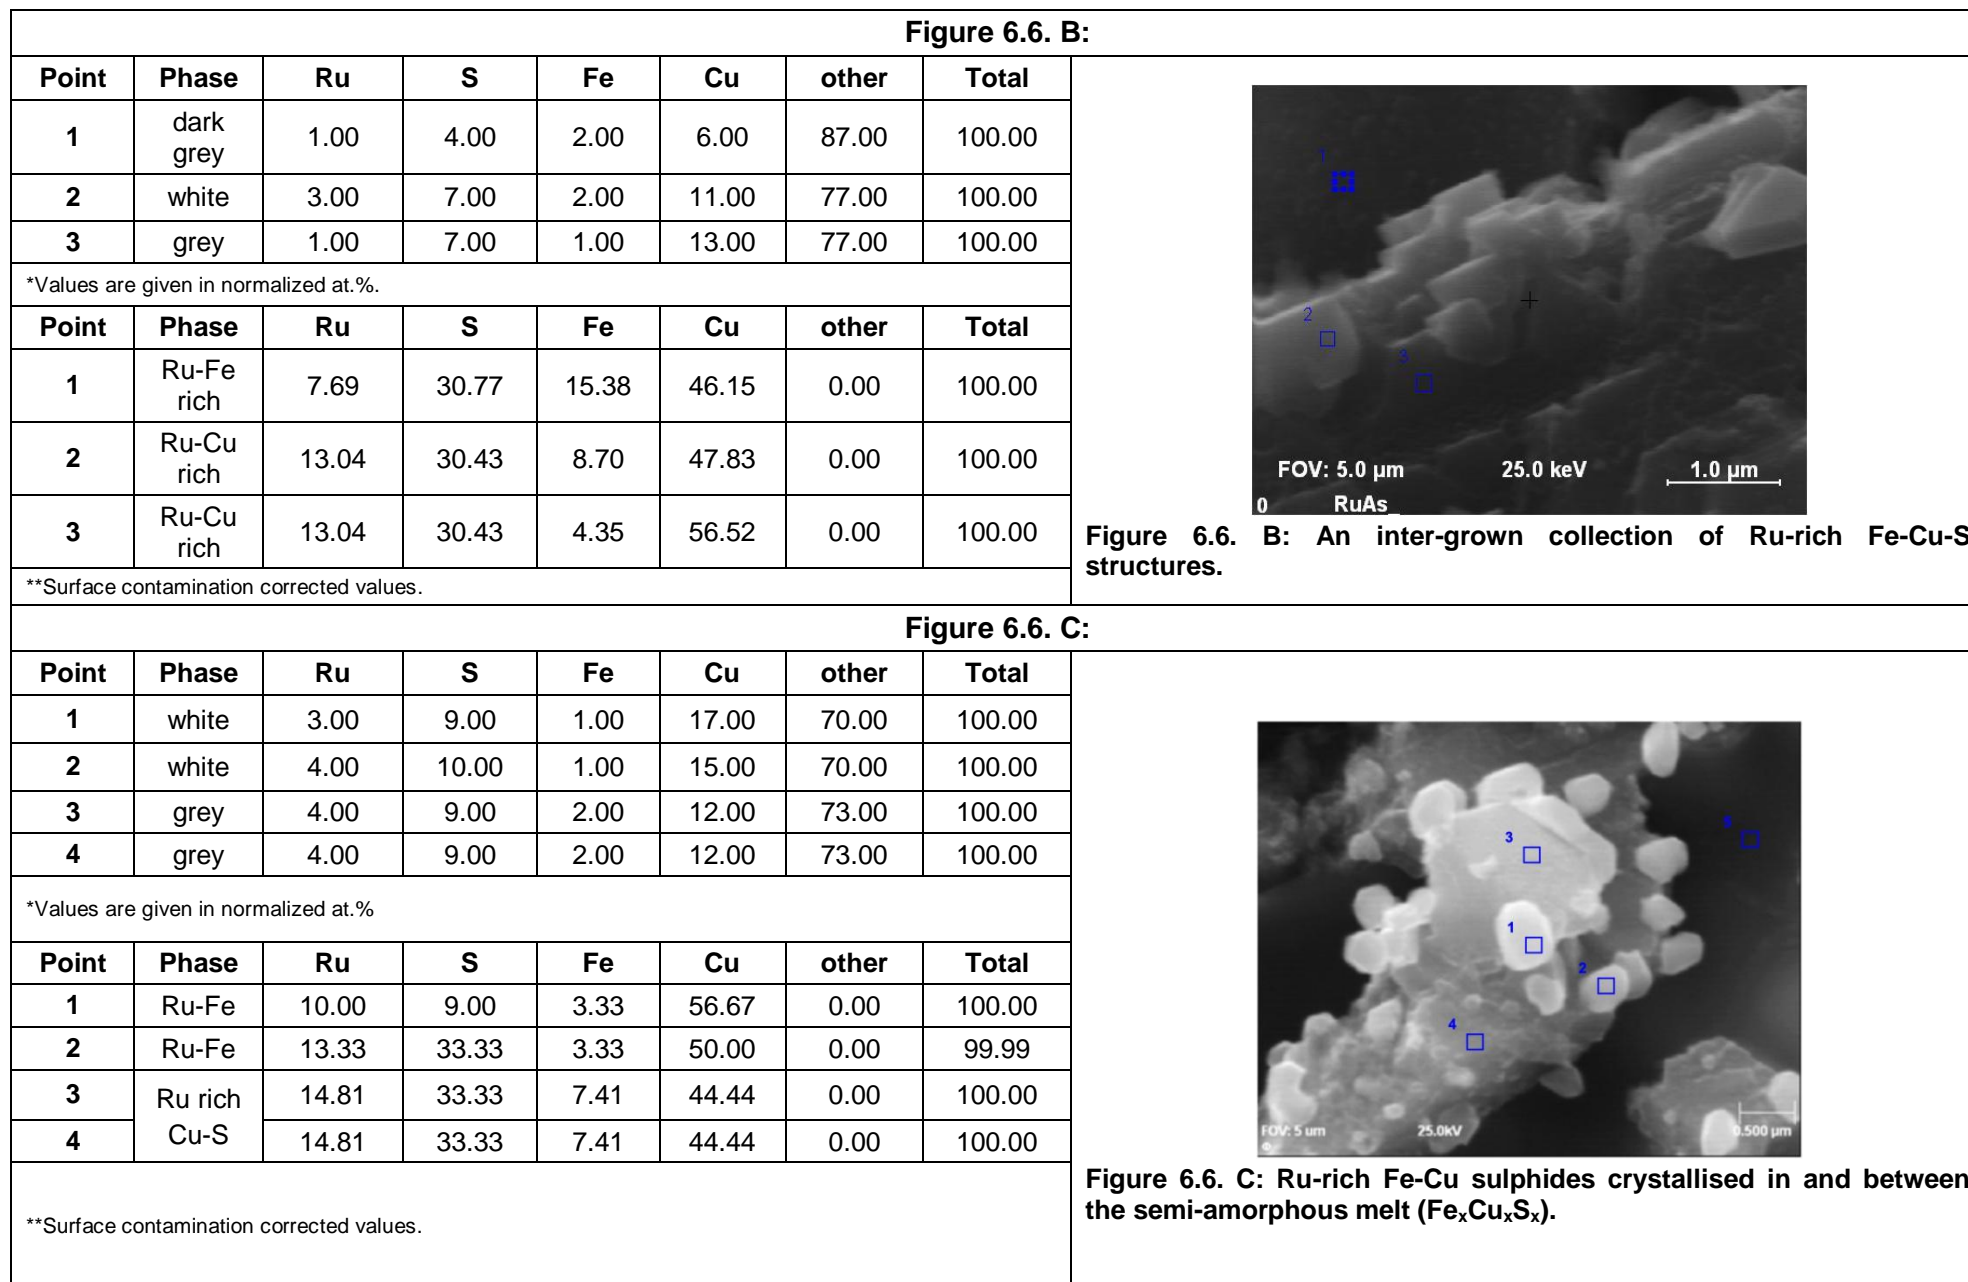 Figure 6.6. B:
Point Phase Ru S Fe Cu other Total
1 dark grey 1.00 4.00 2.00 6.00 87.00 100.00
2 white 3.00 7.00 2.00 11.00 77.00 100.00
3 grey 1.00 7.00 1.00 13.00 77.00 100.00
*Values are given in normalized at.%.
Point Phase Ru S Fe Cu other Total
1 Ru-Fe rich 7.69 30.77 15.38 46.15 0.00 100.00
2 Ru-Cu rich 13.04 30.43 8.70 47.83 0.00 100.00
3 Ru-Cu rich 13.04 30.43 4.35 56.52 0.00 100.00
**Surface contamination corrected values.
1
2
3
FOV: 5.0 µm 25.0 keV 1.0 µm
0 RuAs_
Figure 6.6. B: An inter-grown collection of Ru-rich Fe-Cu-S
structures.
Figure 6.6. C:
Point Phase Ru S Fe Cu other Total
1 white 3.00 9.00 1.00 17.00 70.00 100.00
2 white 4.00 10.00 1.00 15.00 70.00 100.00
3 grey 4.00 9.00 2.00 12.00 73.00 100.00
4 grey 4.00 9.00 2.00 12.00 73.00 100.00
*Values are given in normalized at.%
Point Phase Ru S Fe Cu other Total
1 Ru-Fe 10.00 9.00 3.33 56.67 0.00 100.00
2 Ru-Fe 13.33 33.33 3.33 50.00 0.00 99.99
3 Ru rich Cu-S 14.81 33.33 7.41 44.44 0.00 100.00
4 14.81 33.33 7.41 44.44 0.00 100.00
**Surface contamination corrected values.
5
3
1
2
4
FOV: 5 um 25.0kV 0.500 µm
Figure 6.6. C: Ru-rich Fe-Cu sulphides crystallised in and between
the semi-amorphous melt (FexCuxSx).